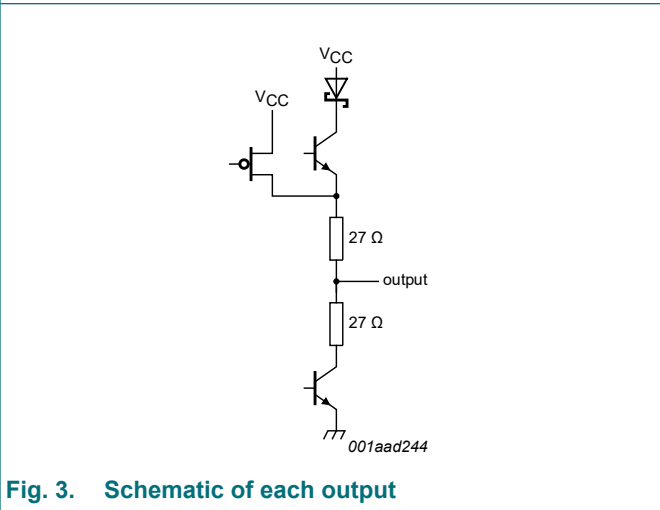 VCC
VCC
27 Ω
output
27 Ω
001aad244
Fig. 3. Schematic of each output